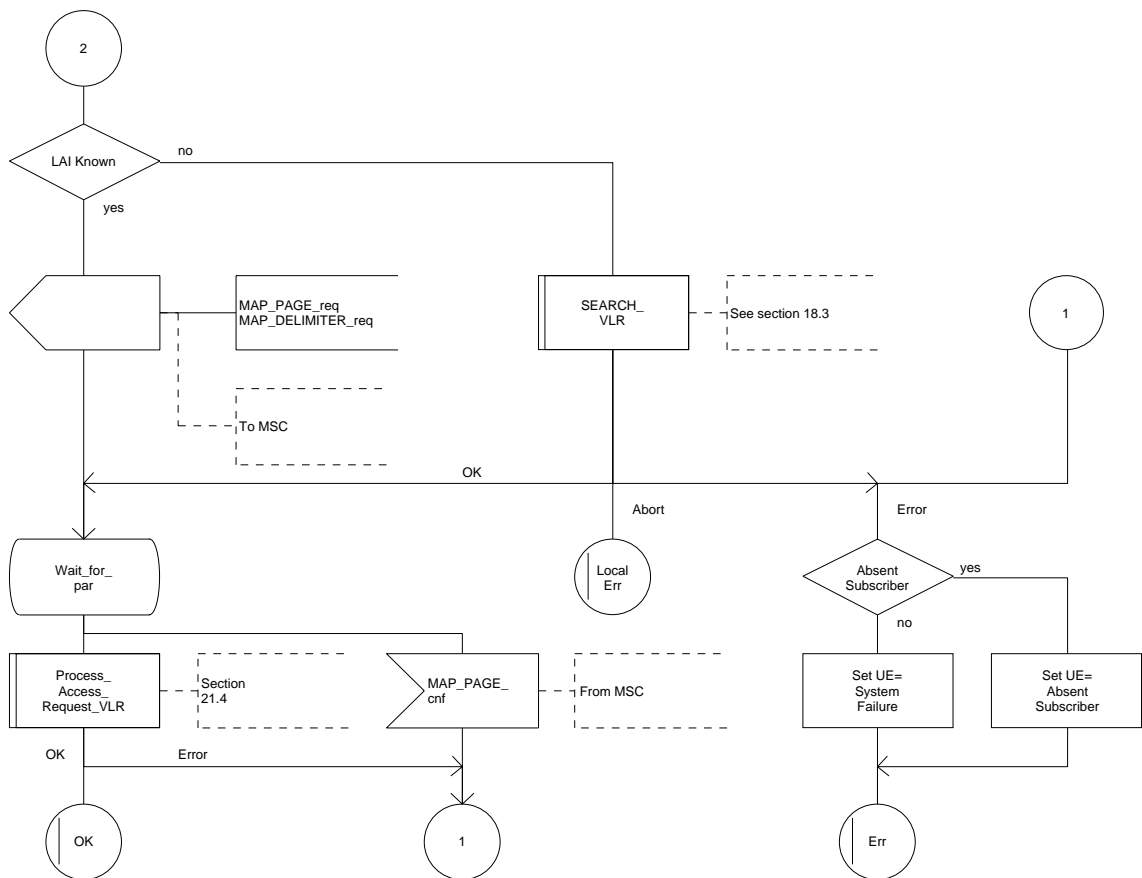 2
LAI Known
no
yes
MAP_PAGE_req
MAP_DELIMITER_req
SEARCH_
VLR
See section 18.3
1
To MSC
OK
Abort
Error
Wait_for_
par
Local
Err
Absent
Subscriber
yes
no
Process_
Access_
Request_VLR
Section
21.4
MAP_PAGE_
cnf
From MSC
Set UE=
System
Failure
Set UE=
Absent
Subscriber
OK
Error
OK
1
Err